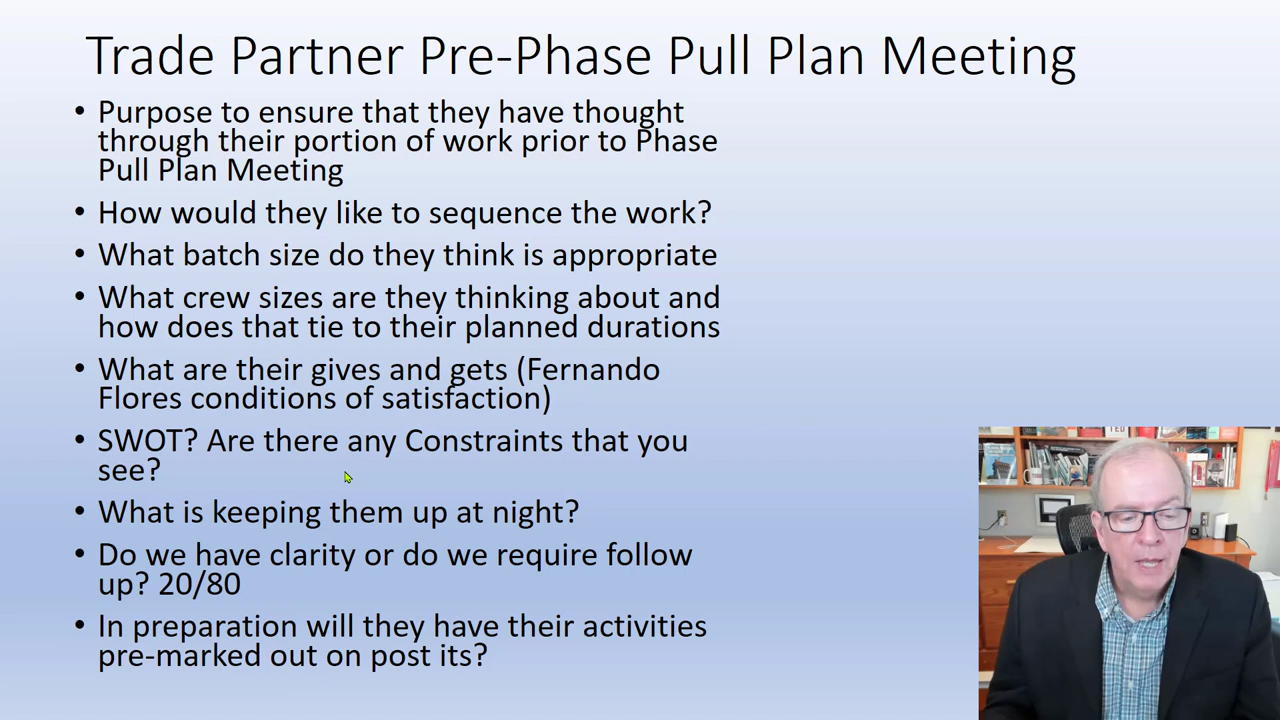 Trade Partner Pre-Phase Pull Plan Meeting
• Purpose to ensure that they have thought
through their portion of work prior to Phase
Pull Plan Meeting
• How would they like to sequence the work?
• What batch size do they think is appropriate
• What crew sizes are they thinking about and
how does that tie to their planned durations
• What are their gives and gets (Fernando
Flores conditions of satisfaction)
• SWOT? Are there any Constraints that you
see?
• What is keeping them up at night?
• Do we have clarity or do we require follow
up? 20/80
• In preparation will they have their activities
pre-marked out on post its?